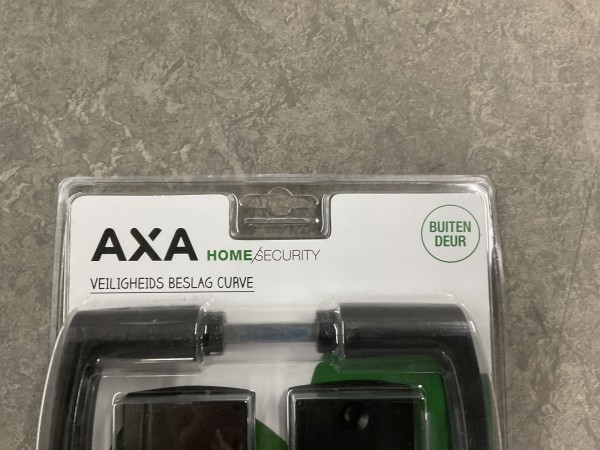 AXA HOME/SECURITY
VEILIGHEIDS BESLAG CURVE
BUITEN
DEUR